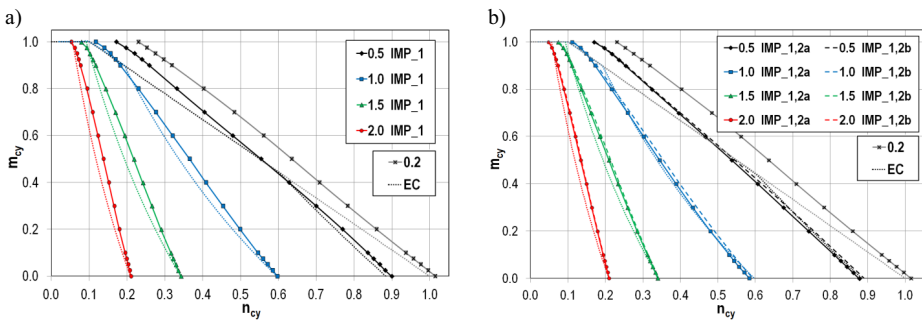 a)
1.0
0.8
0.6
0.4
0.2
0.0
m_cy
0.5 IMP_1
1.0 IMP_1
1.5 IMP_1
2.0 IMP_1
0.2
EC
0.0 0.1 0.2 0.3 0.4 0.5 0.6 0.7 0.8 0.9 1.0
n_cy
b)
1.0
0.8
0.6
0.4
0.2
0.0
m_cy
0.5 IMP_1,2a 0.5 IMP_1,2b
1.0 IMP_1,2a 1.0 IMP_1,2b
1.5 IMP_1,2a 1.5 IMP_1,2b
2.0 IMP_1,2a 2.0 IMP_1,2b
0.2
EC
0.0 0.1 0.2 0.3 0.4 0.5 0.6 0.7 0.8 0.9 1.0
n_cy